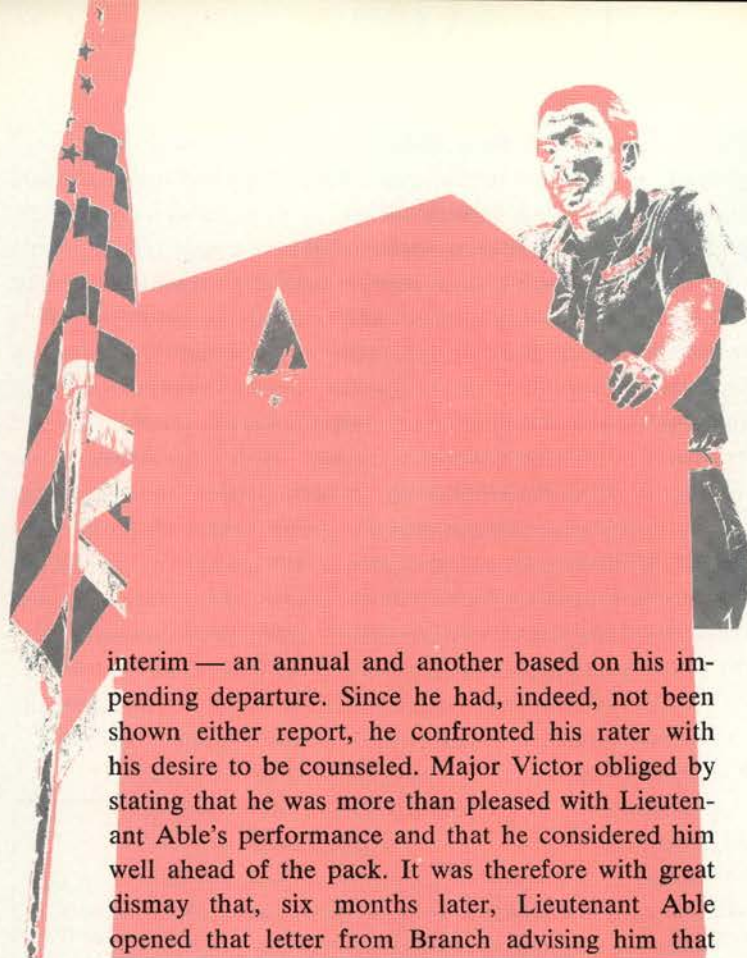 interim — an annual and another based on his im-
pending departure. Since he had, indeed, not been
shown either report, he confronted his rater with
his desire to be counseled. Major Victor obliged by
stating that he was more than pleased with Lieuten-
ant Able's performance and that he considered him
well ahead of the pack. It was therefore with great
dismay that, six months later, Lieutenant Able
opened that letter from Branch advising him that